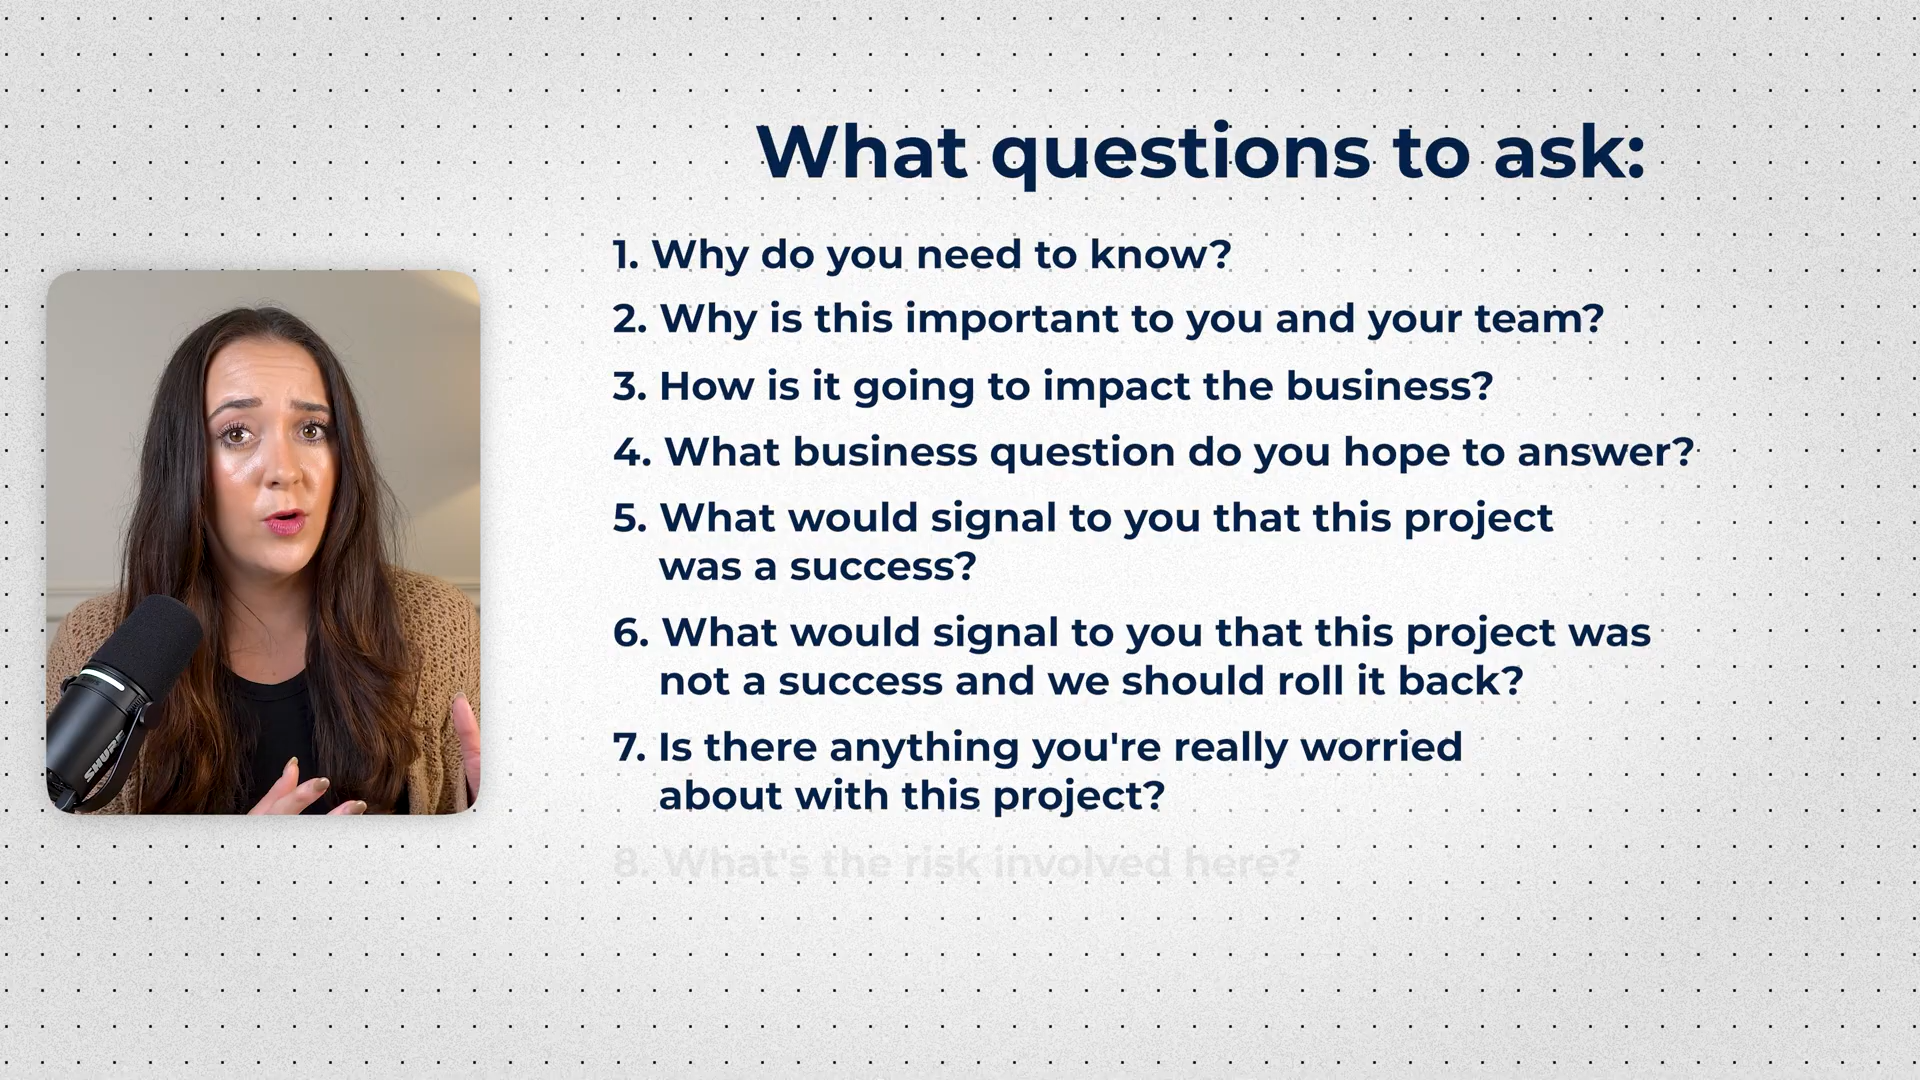 What questions to ask:
1. Why do you need to know?
2. Why is this important to you and your team?
3. How is it going to impact the business?
4. What business question do you hope to answer?
5. What would signal to you that this project
was a success?
6. What would signal to you that this project was
not a success and we should roll it back?
7. Is there anything you're really worried
about with this project?
8. What's the risk involved here?
SHURE